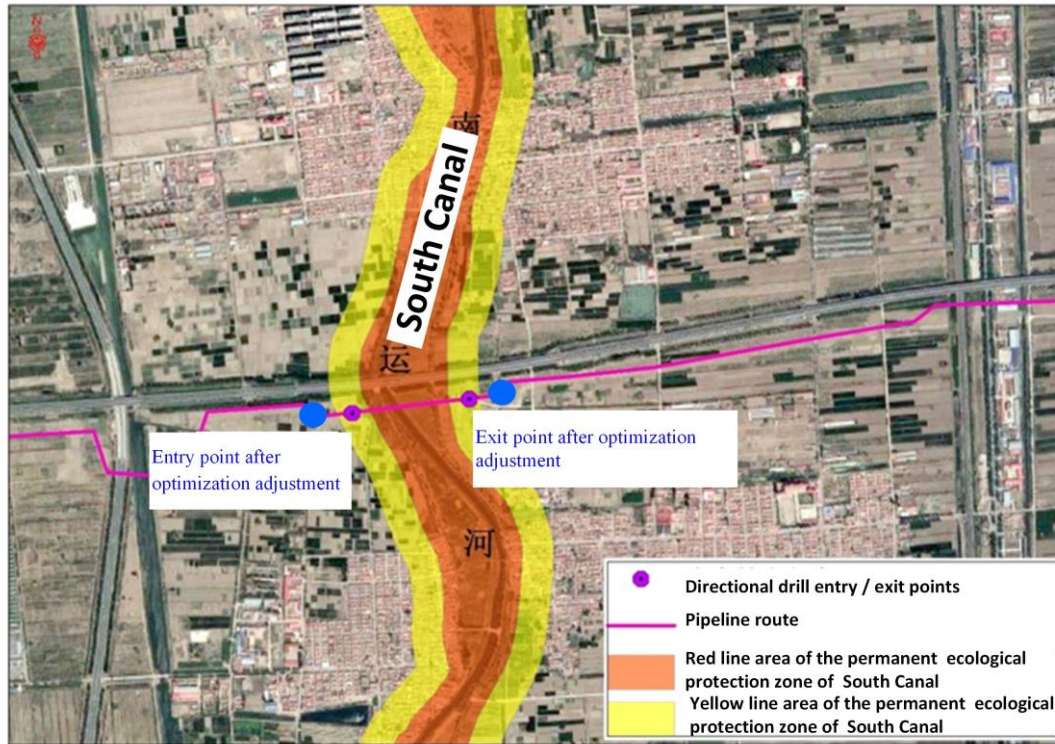 南
South Canal
运
Entry point after
optimization adjustment
Exit point after optimization
adjustment
河
Directional drill entry / exit points
Pipeline route
Red line area of the permanent ecological
protection zone of South Canal
Yellow line area of the permanent ecological
protection zone of South Canal